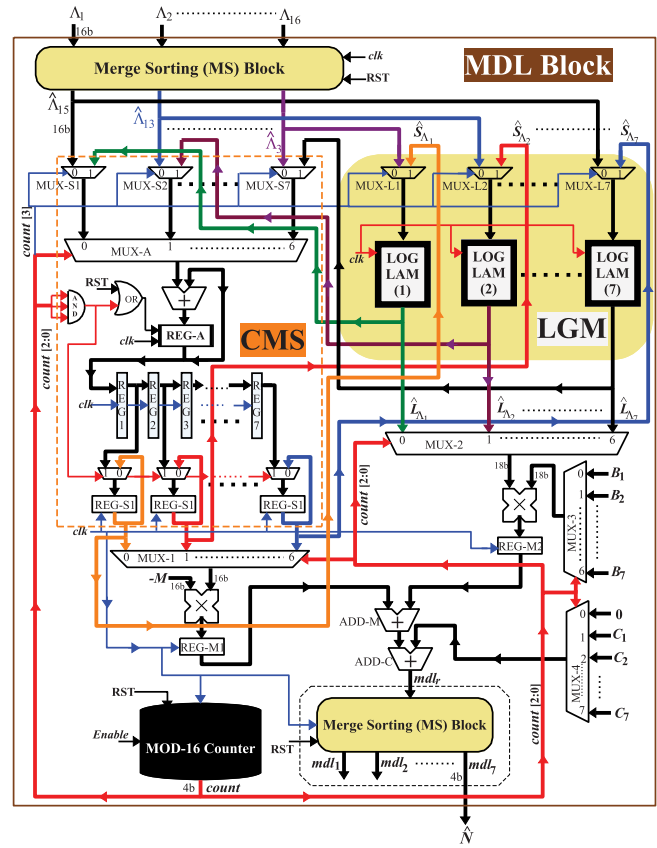 Λ1 Λ2 ........ Λ16
16b
Merge Sorting (MS) Block
clk
RST
MDL Block
Λ̂15
16b
Λ̂13 ........ Λ̂3
ŜΛ1 ŜΛ2 ........ ŜΛ7
0 1 0 1 0 1 0 1 0 1 0 1
MUX-S1 MUX-S2 MUX-S7 MUX-L1 MUX-L2 MUX-L7
count [3]
0 1 ........ 6
MUX-A
clk
LOG LAM (1)
LOG LAM (2)
LOG LAM (7)
LGM
RST
AND
OR
+
clk
REG-A
CMS
count [2:0]
clk
REG 1
REG 2
REG 3
REG 7
L̂Λ1 L̂Λ2 ........ L̂Λ7
0 1 ........ 6
MUX-2
1 0 1 0 1 0
REG-S1 REG-S1 REG-S1
clk
18b 18b
×
REG-M2
count [2:0]
0 B1
1 B2
6 B7
MUX-3
0 1 ........ 6
MUX-1
-M
16b 16b
×
REG-M1
ADD-M +
ADD-C +
mdlr
0 0
1 C1
2 C2
7 C7
MUX-4
count [2:0]
RST
Enable
MOD-16 Counter
4b count
RST
Merge Sorting (MS) Block
mdl1 mdl2 ........ mdl7
4b
N̂